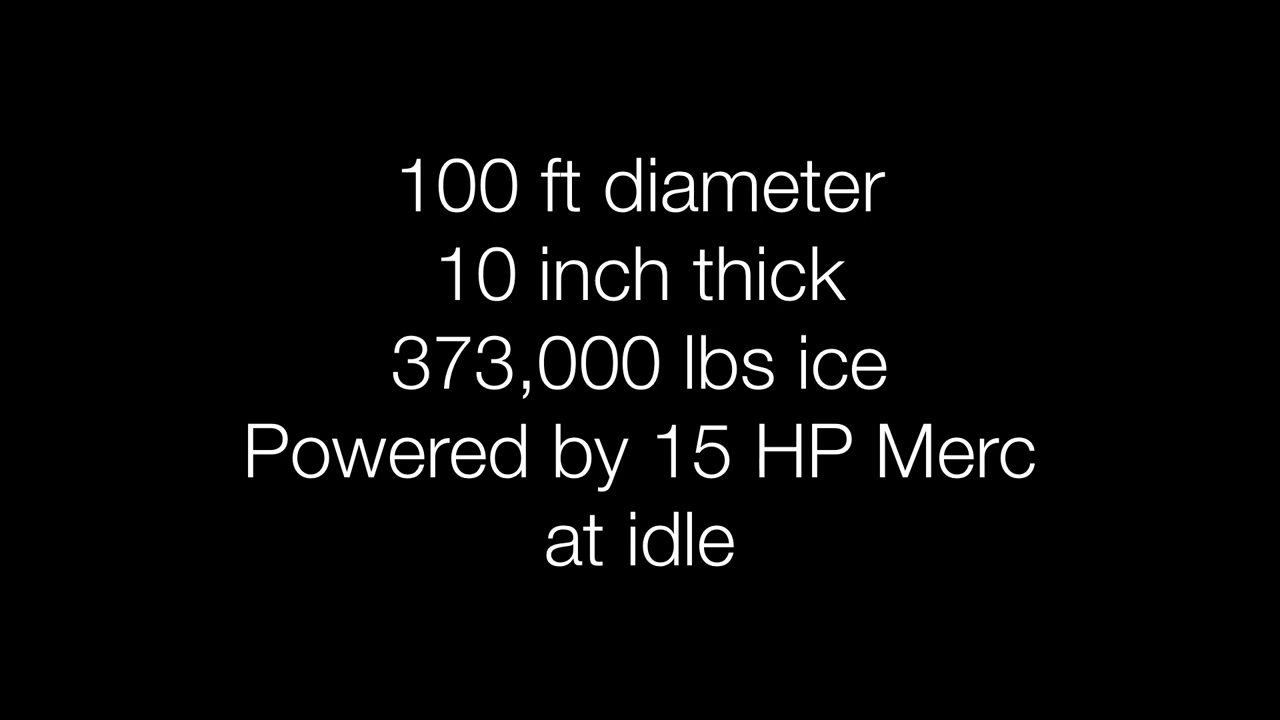 100 ft diameter
10 inch thick
373,000 lbs ice
Powered by 15 HP Merc
at idle